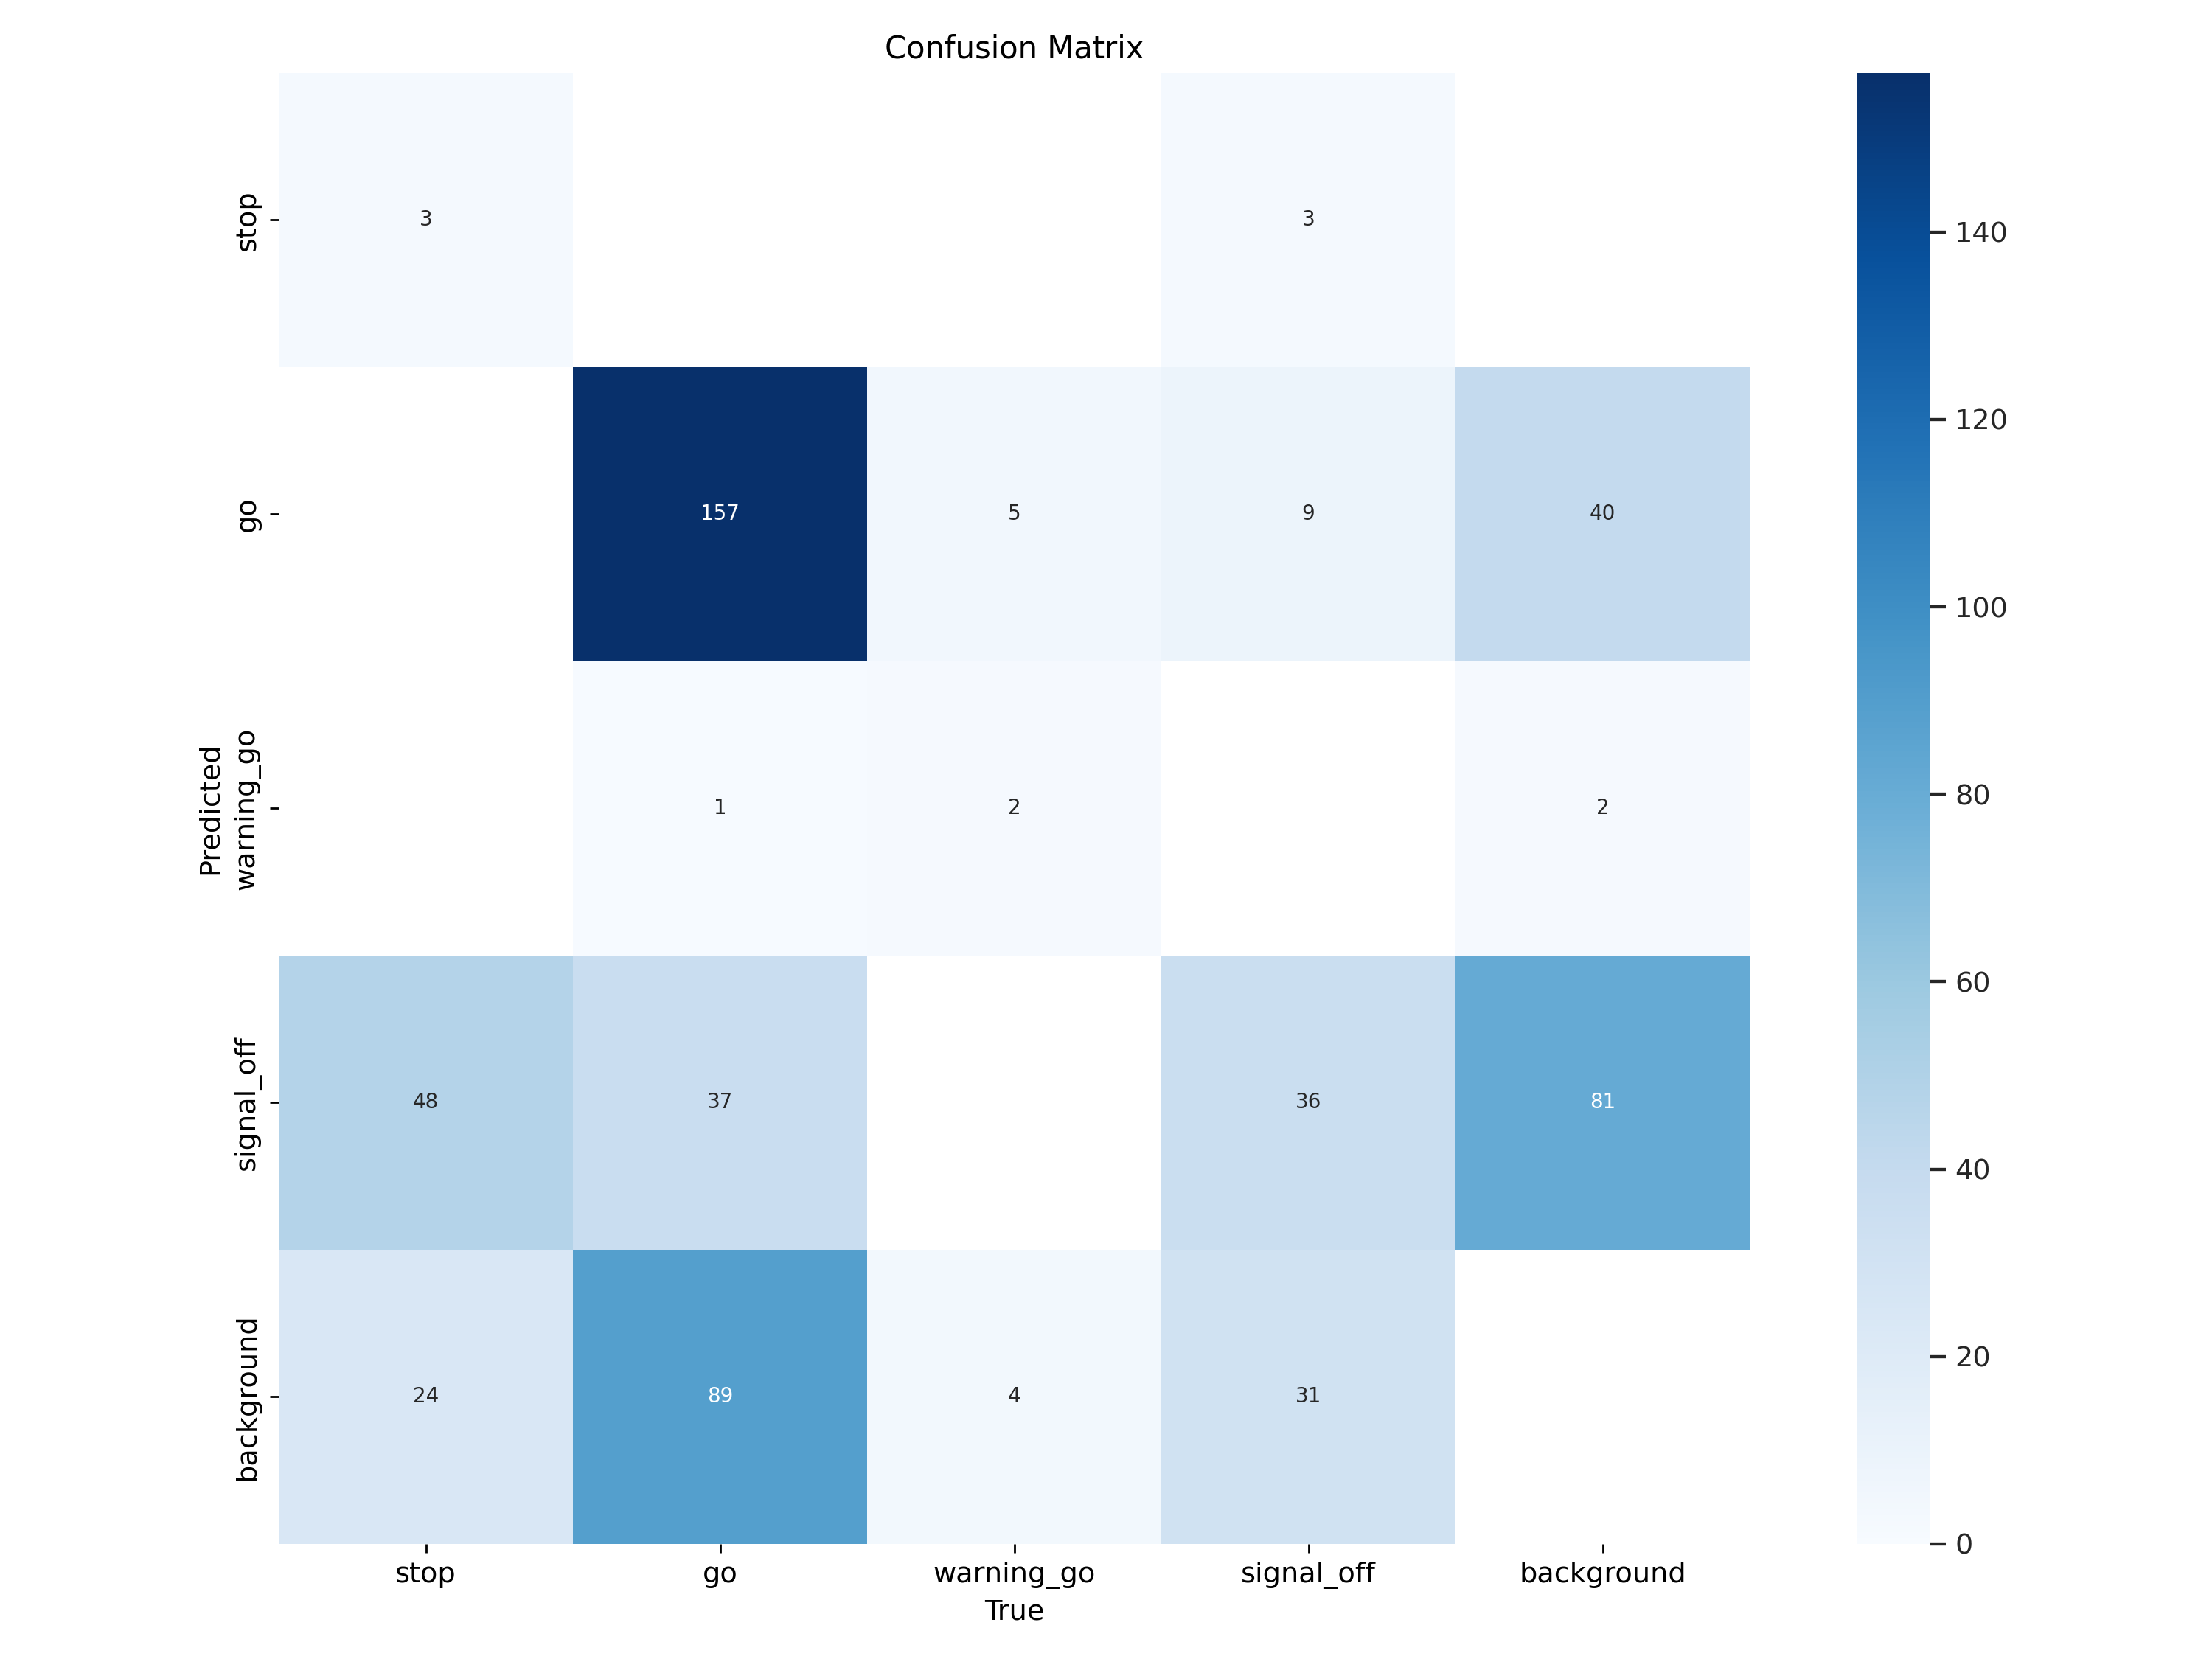 Confusion Matrix
stop
3
3
140
120
go
157
5
9
40
100
Predicted
warning_go
1
2
2
80
60
signal_off
48
37
36
81
40
background
24
89
4
31
20
0
stop go warning_go signal_off background
True